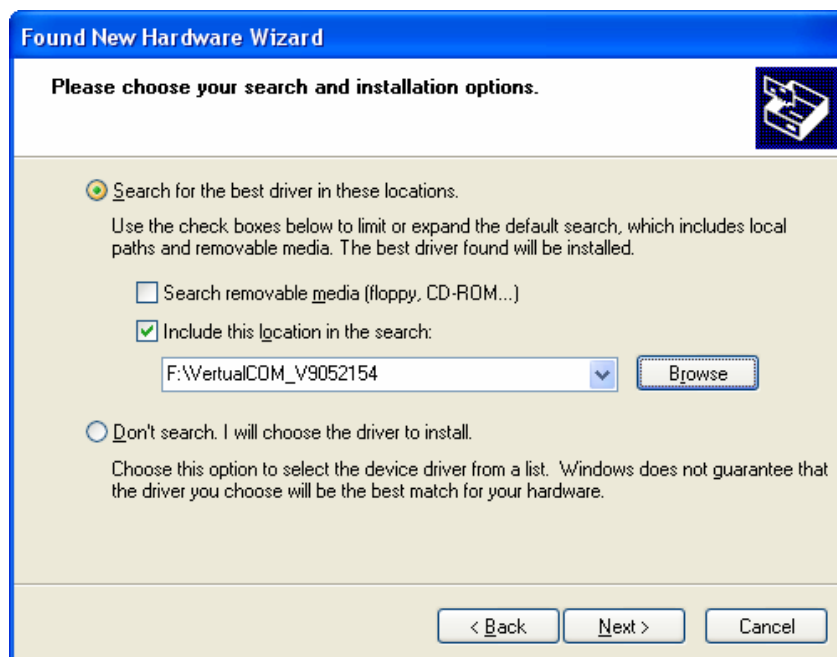 Found New Hardware Wizard
Please choose your search and installation options.
Search for the best driver in these locations.
Use the check boxes below to limit or expand the default search, which includes local
paths and removable media. The best driver found will be installed.
Search removable media (floppy, CD-ROM...)
Include this location in the search:
F:\VertualCOM_V9052154
Browse
Don't search. I will choose the driver to install.
Choose this option to select the device driver from a list. Windows does not guarantee that
the driver you choose will be the best match for your hardware.
< Back Next > Cancel